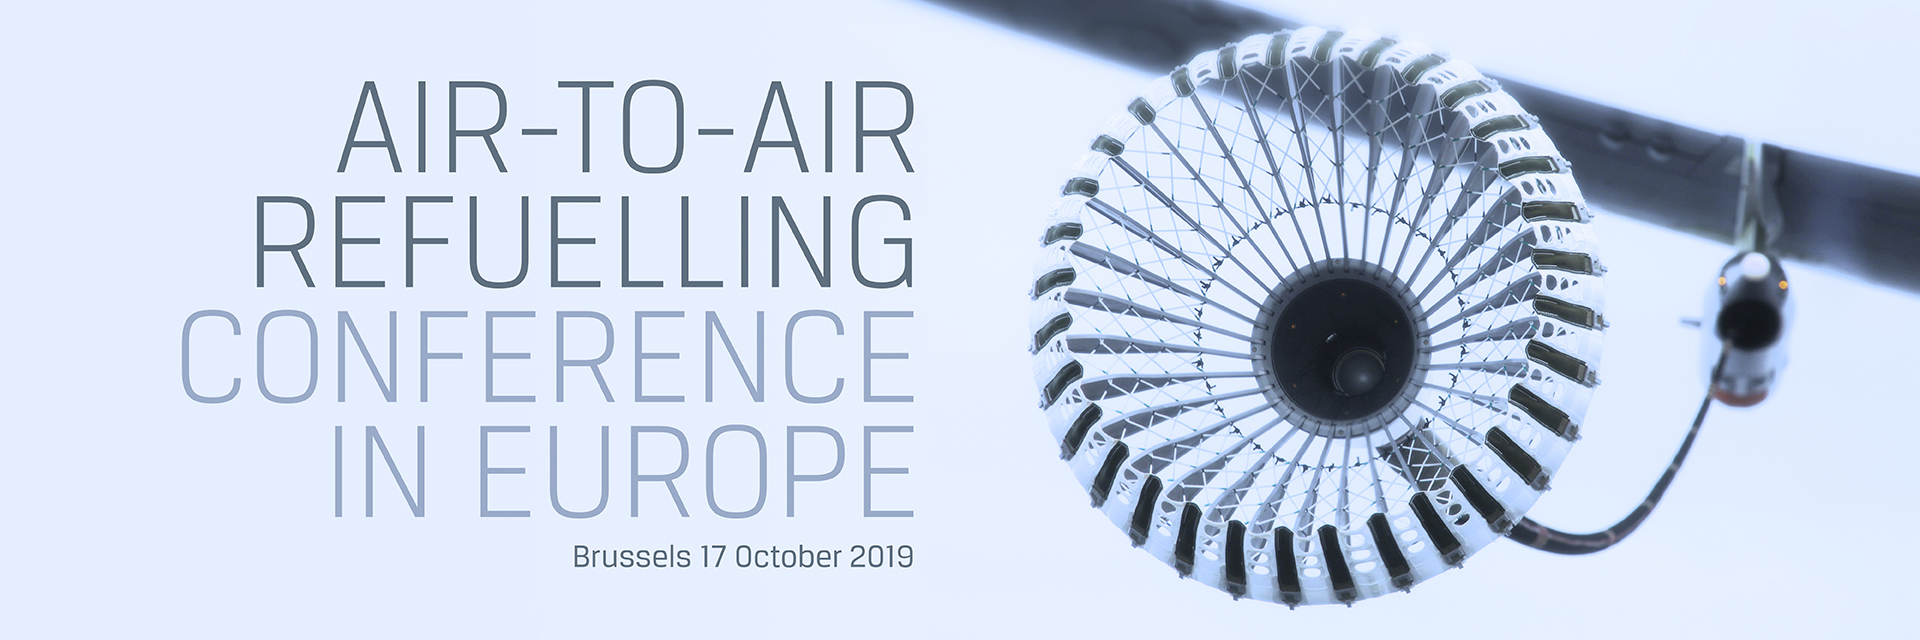 AIR-TO-AIR
REFUELLING
CONFERENCE
IN EUROPE
Brussels 17 October 2019